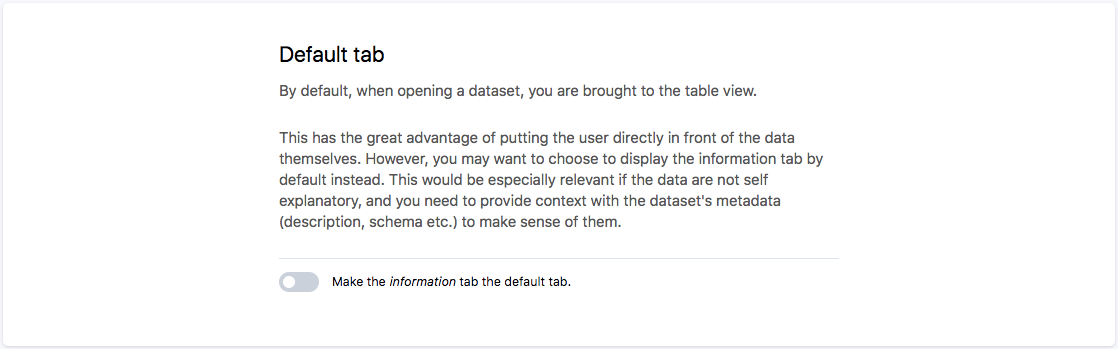 Default tab
By default, when opening a dataset, you are brought to the table view.
This has the great advantage of putting the user directly in front of the data
themselves. However, you may want to choose to display the information tab by
default instead. This would be especially relevant if the data are not self
explanatory, and you need to provide context with the dataset's metadata
(description, schema etc.) to make sense of them.
Make the information tab the default tab.